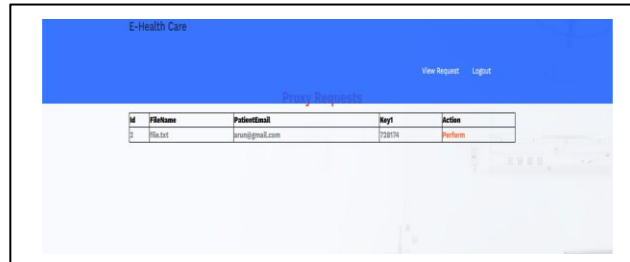 E-Health Care
View Request Logout
Proxy Requests
Id FileName PatientEmail Key1 Action
2 file.txt arun@gmail.com 728174 Perform